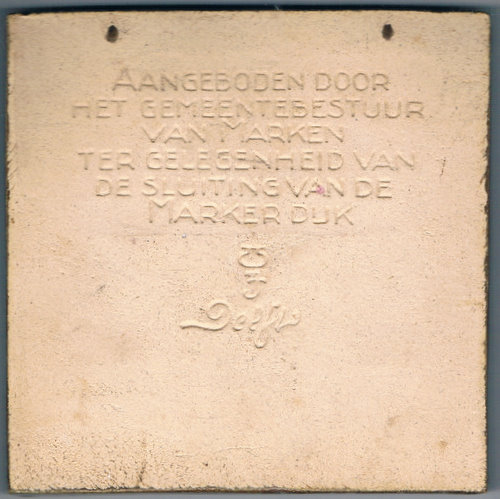 AANGEBODEN DOOR
HET GEMEENTEBESTUUR
VAN MARKEN
TER GELEGENHEID VAN
DE SLUITING VAN DE
MARKER DIJK
Delft